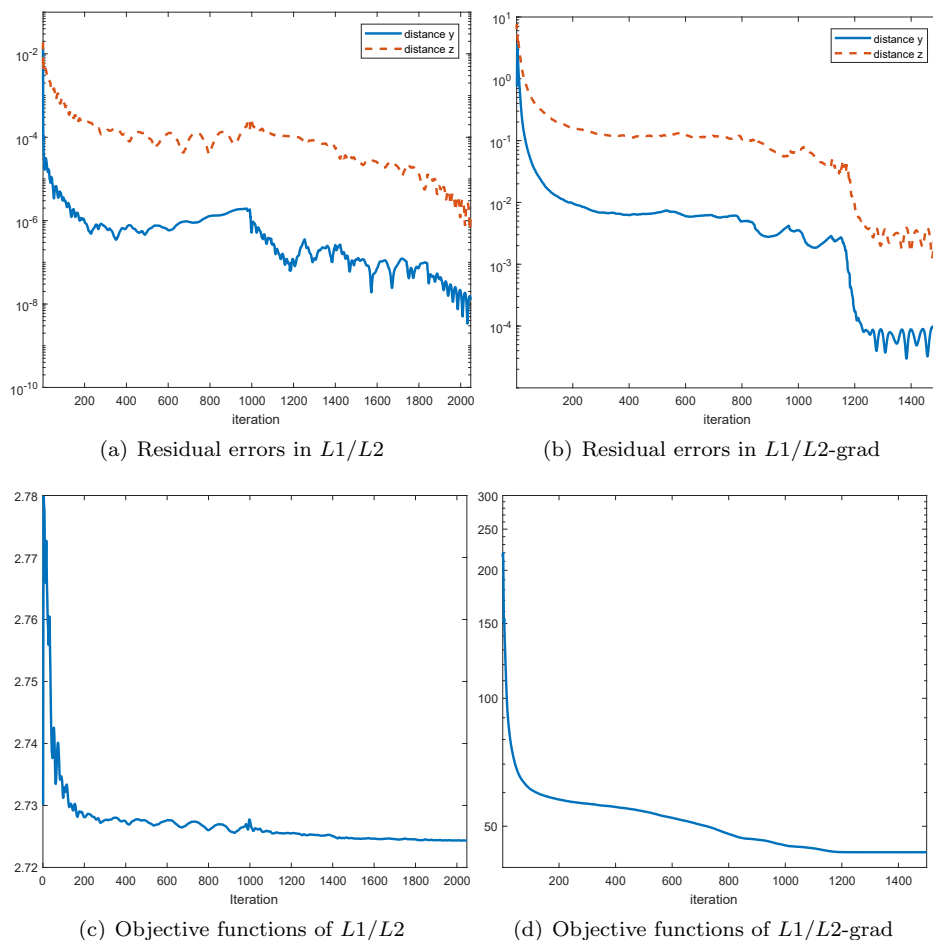 distance y
distance z
10^-2
10^-4
10^-6
10^-8
10^-10
200 400 600 800 1000 1200 1400 1600 1800 2000
iteration
(a) Residual errors in L1/L2
distance y
distance z
10^1
10^0
10^-1
10^-2
10^-3
10^-4
200 400 600 800 1000 1200 1400
iteration
(b) Residual errors in L1/L2-grad
2.78
2.77
2.76
2.75
2.74
2.73
2.72
0 200 400 600 800 1000 1200 1400 1600 1800 2000
Iteration
(c) Objective functions of L1/L2
300
250
200
150
100
50
200 400 600 800 1000 1200 1400
iteration
(d) Objective functions of L1/L2-grad